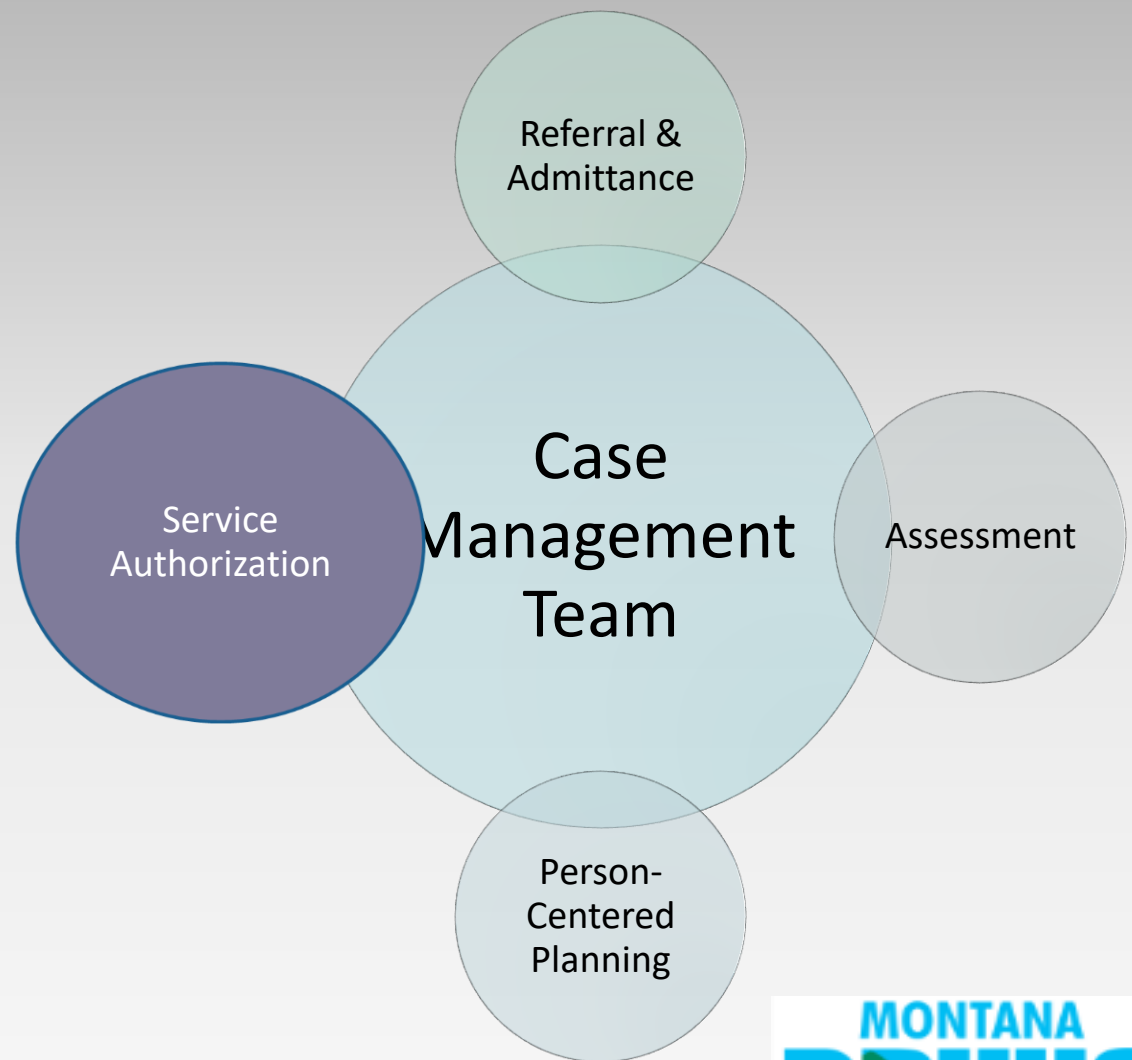 Referral &
Admittance
Case
Management
Team
Service
Authorization
Assessment
Person-
Centered
Planning
MONTANA